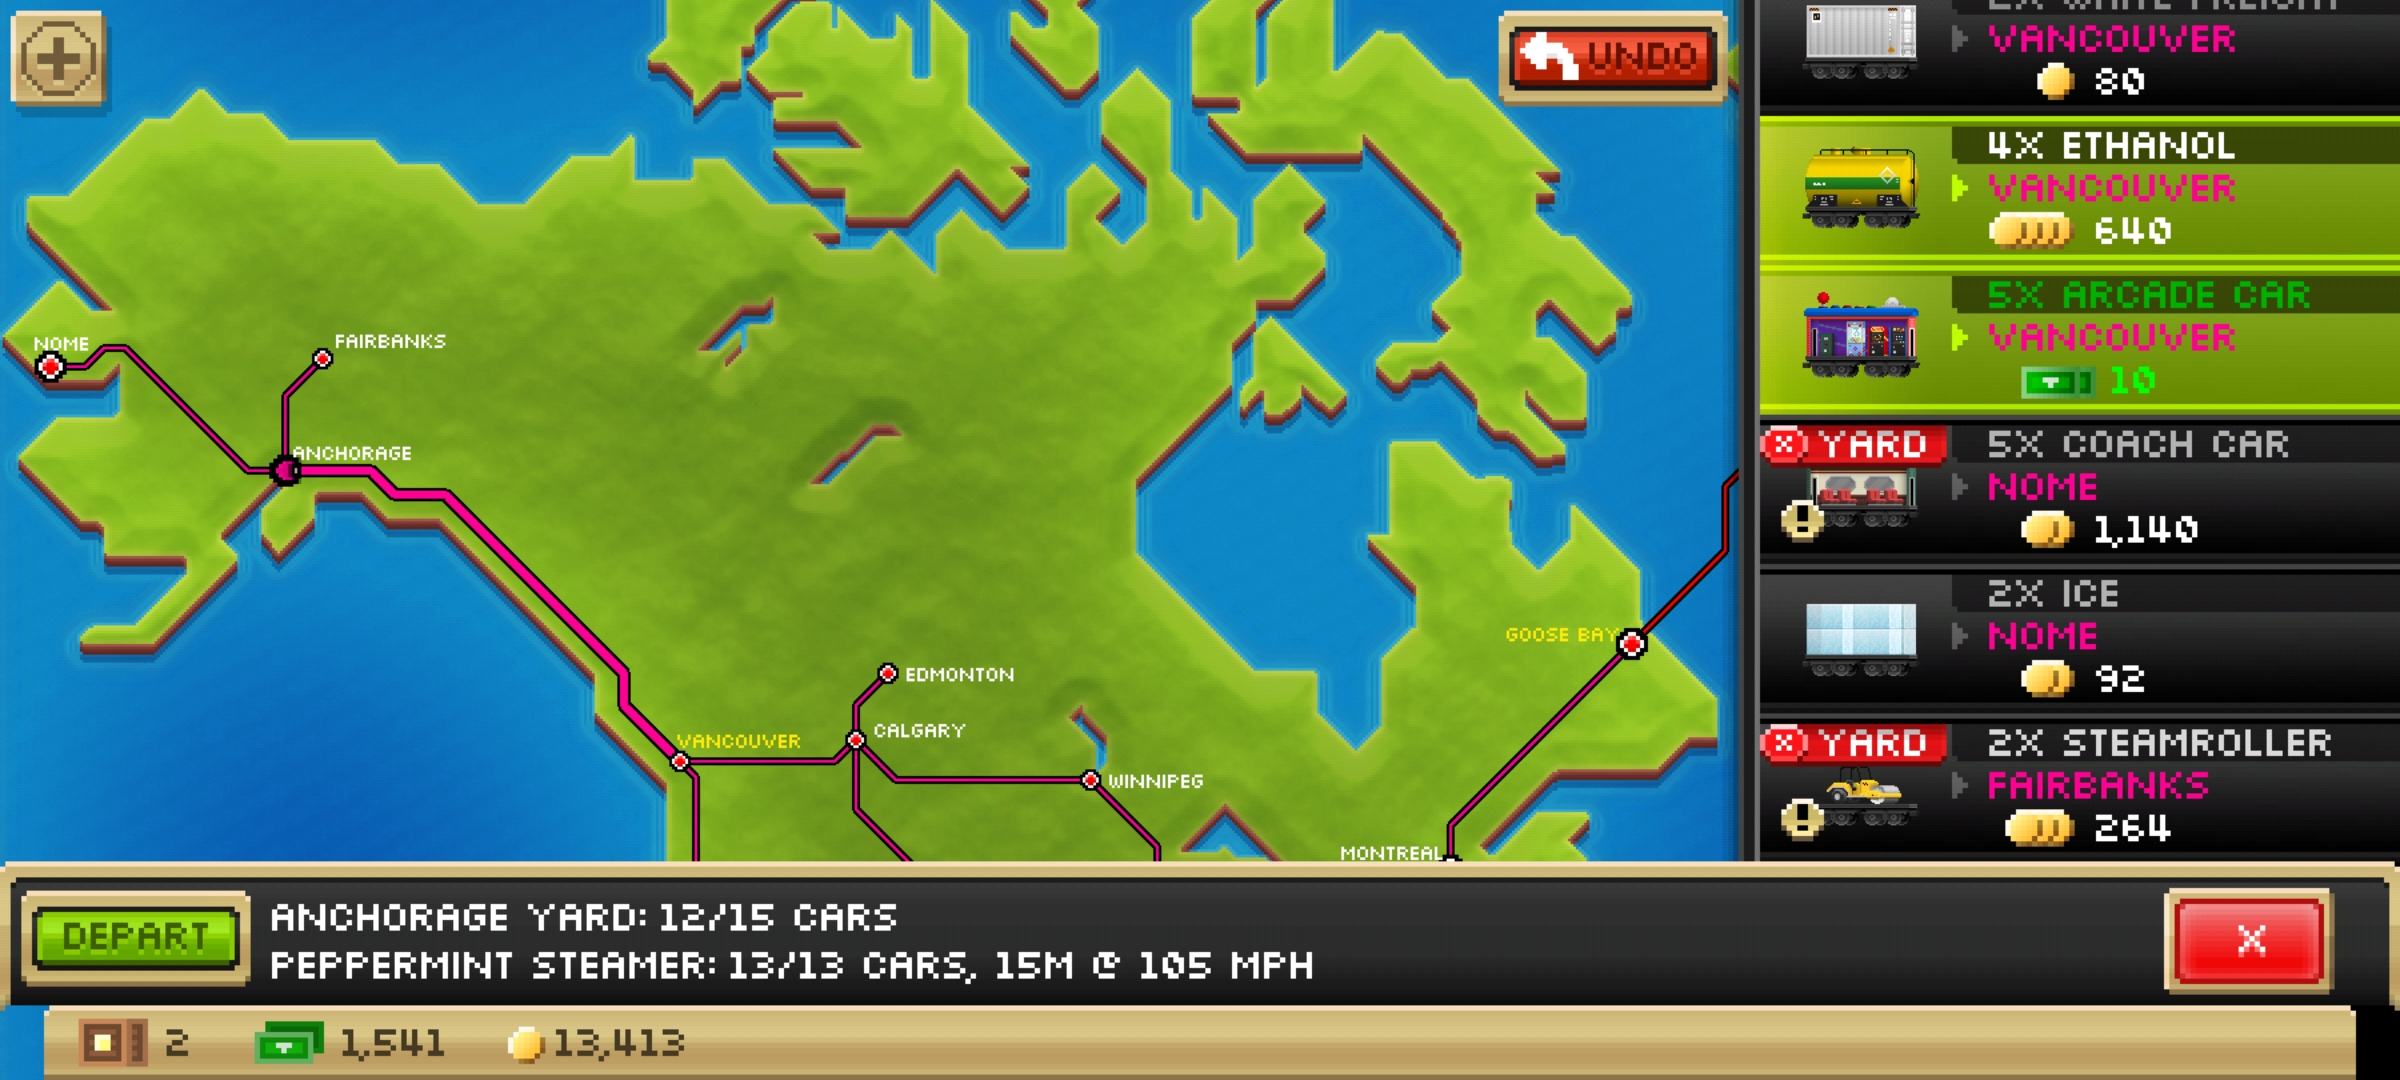 UNDO
NOME
FAIRBANKS
ANCHORAGE
GOOSE BAY
EDMONTON
CALGARY
VANCOUVER
WINNIPEG
MONTREAL
2X WHITE FREIGHT
VANCOUVER
80
4X ETHANOL
VANCOUVER
640
5X ARCADE CAR
VANCOUVER
10
YARD 5X COACH CAR
NOME
1,140
2X ICE
NOME
92
YARD 2X STEAMROLLER
FAIRBANKS
264
DEPART
ANCHORAGE YARD: 12/15 CARS
PEPPERMINT STEAMER: 13/13 CARS, 15M @ 105 MPH
X
2 1,541 13,413